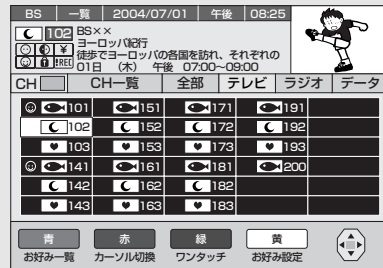 BS 一覧 2004/07/01 午後 08:25
102 BS××
ヨーロッパ紀行
¥ 徒歩でヨーロッパの各国を訪れ、それぞれの
!REC 01日 (木) 午後 07:00~09:00
CH CH一覧 全部 テレビ ラジオ データ
101 151 171 191
102 152 172 192
103 153 173 193
141 161 181 200
142 162 182
143 163 183
青 赤 緑 黄
お好み一覧 カーソル切換 ワンタッチ お好み設定